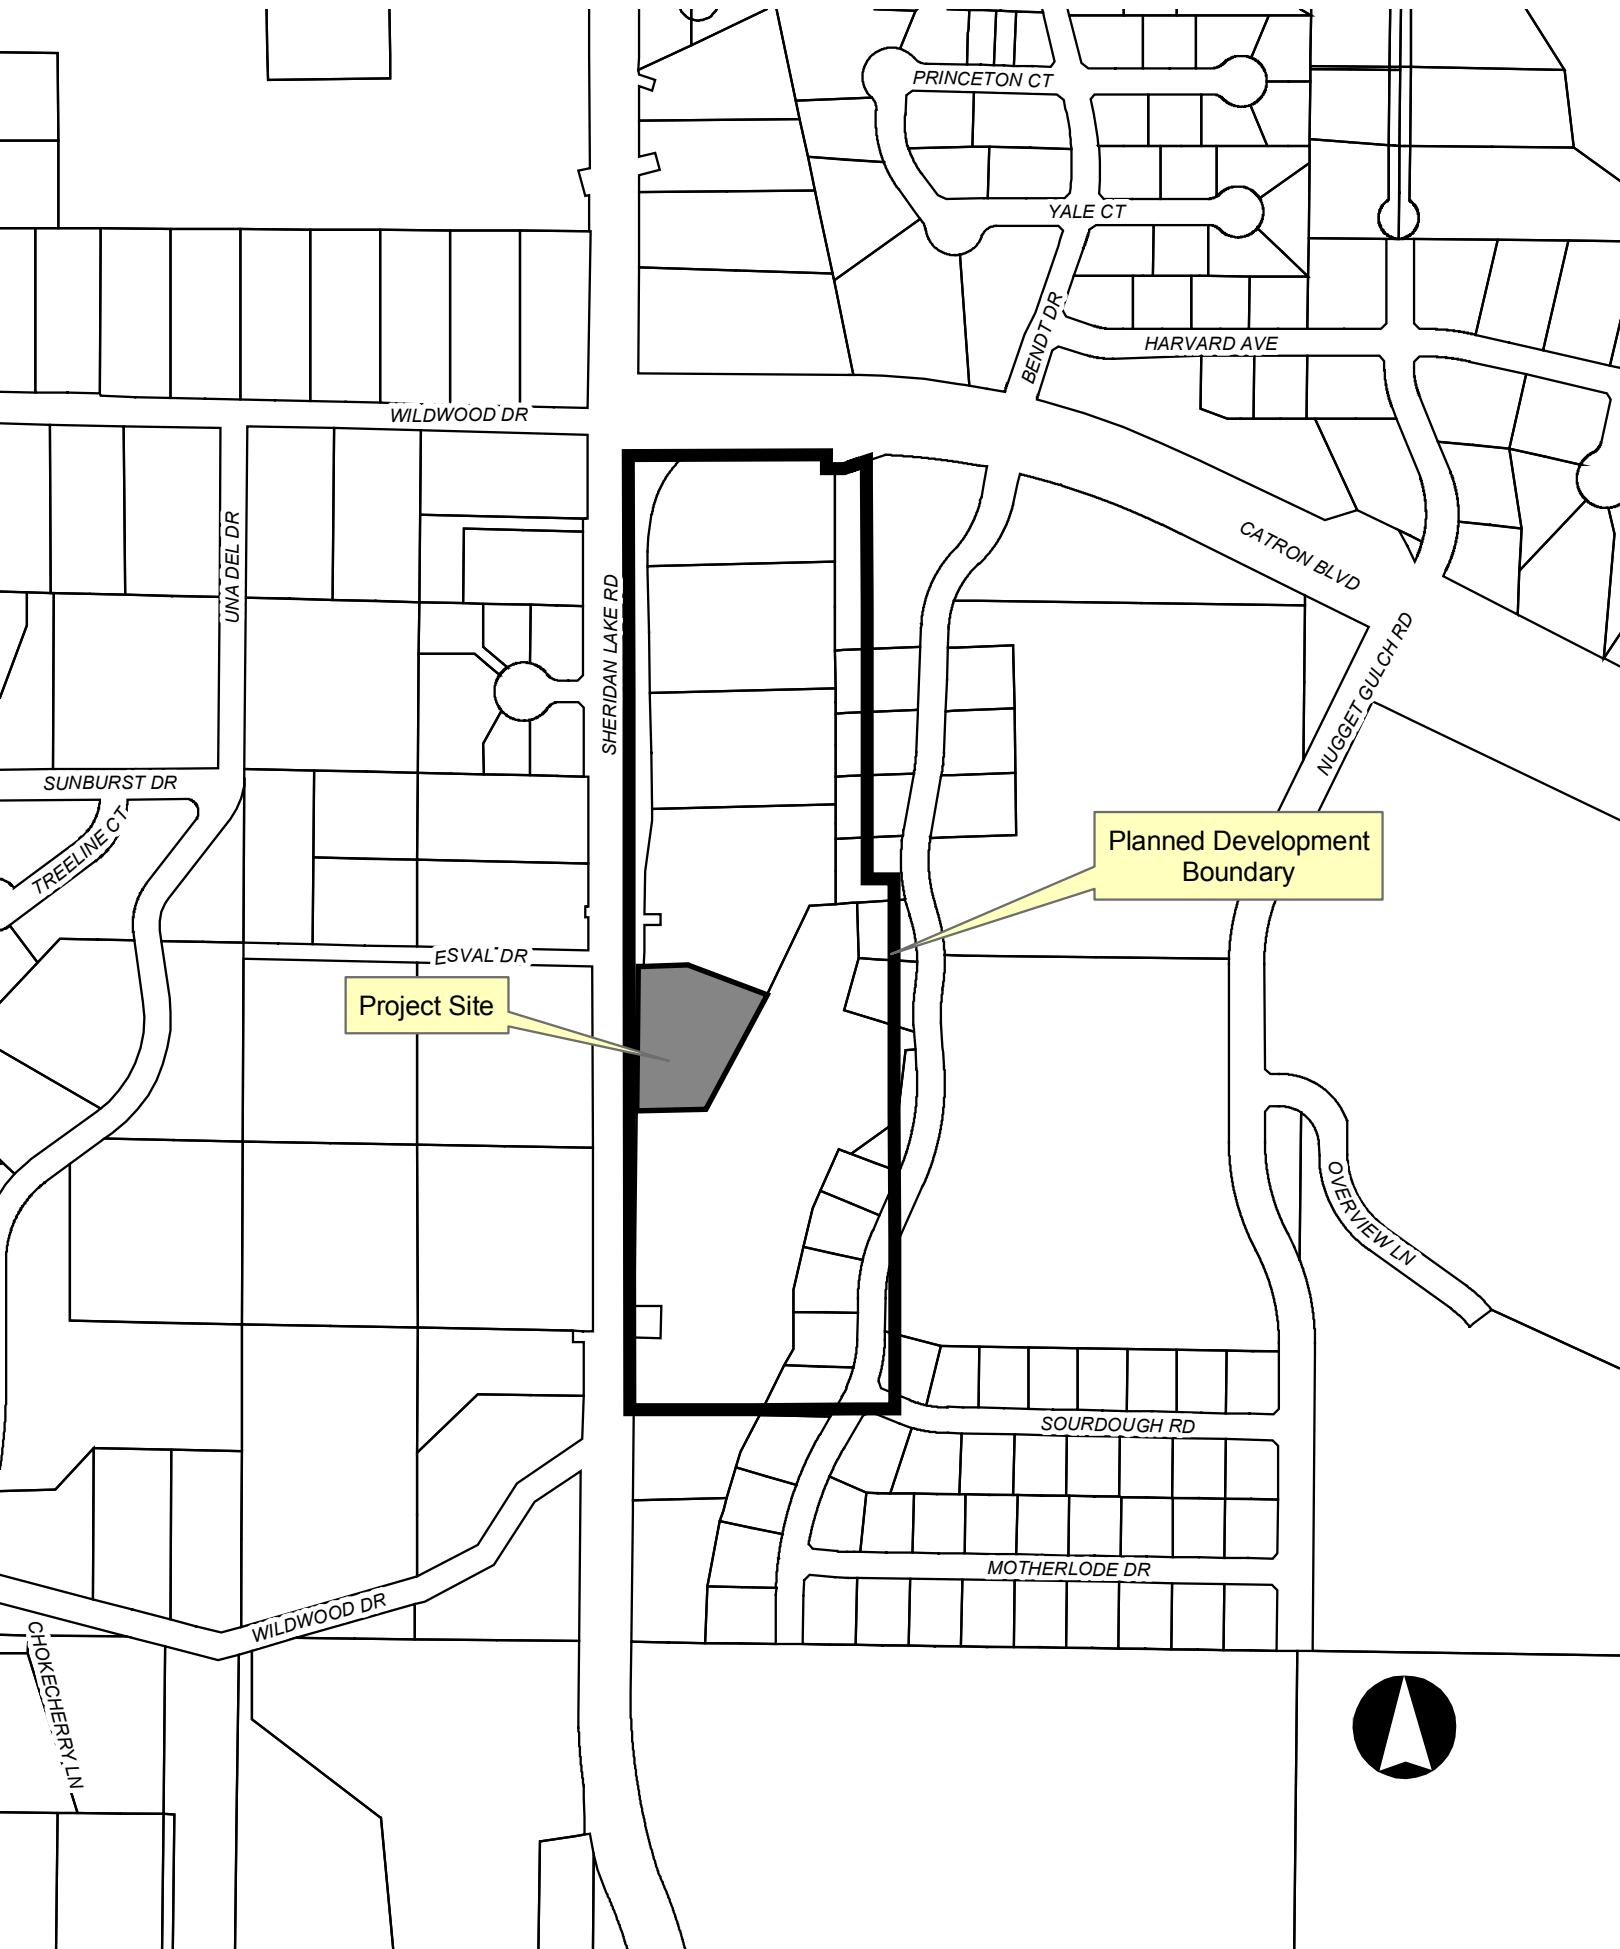 PRINCETON CT
YALE CT
BENDT DR
HARVARD AVE
WILDWOOD DR
UNA DEL DR
SHERIDAN LAKE RD
CATRON BLVD
NUGGET GULCH RD
SUNBURST DR
TREELINE CT
Planned Development
Boundary
ESVAL DR
Project Site
OVERVIEW LN
SOURDOUGH RD
MOTHERLODE DR
WILDWOOD DR
CHOKECHERRY LN